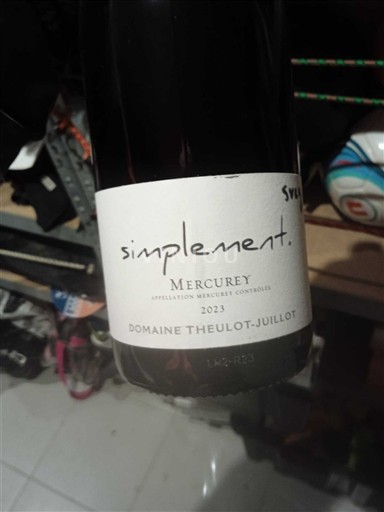 simplement.
MERCUREY
APPELLATION MERCUREY CONTRÔLÉE
2023
DOMAINE THEULOT-JUILLOT